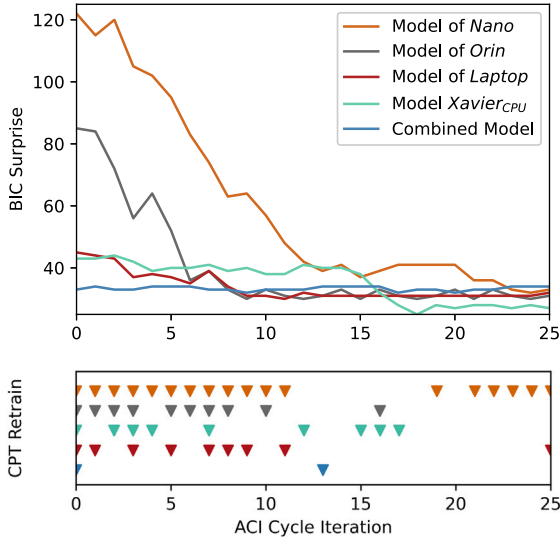 120
100
80
60
40
BIC Surprise
Model of Nano
Model of Orin
Model of Laptop
Model Xavier_CPU
Combined Model
0 5 10 15 20 25
CPT Retrain
0 5 10 15 20 25
ACI Cycle Iteration